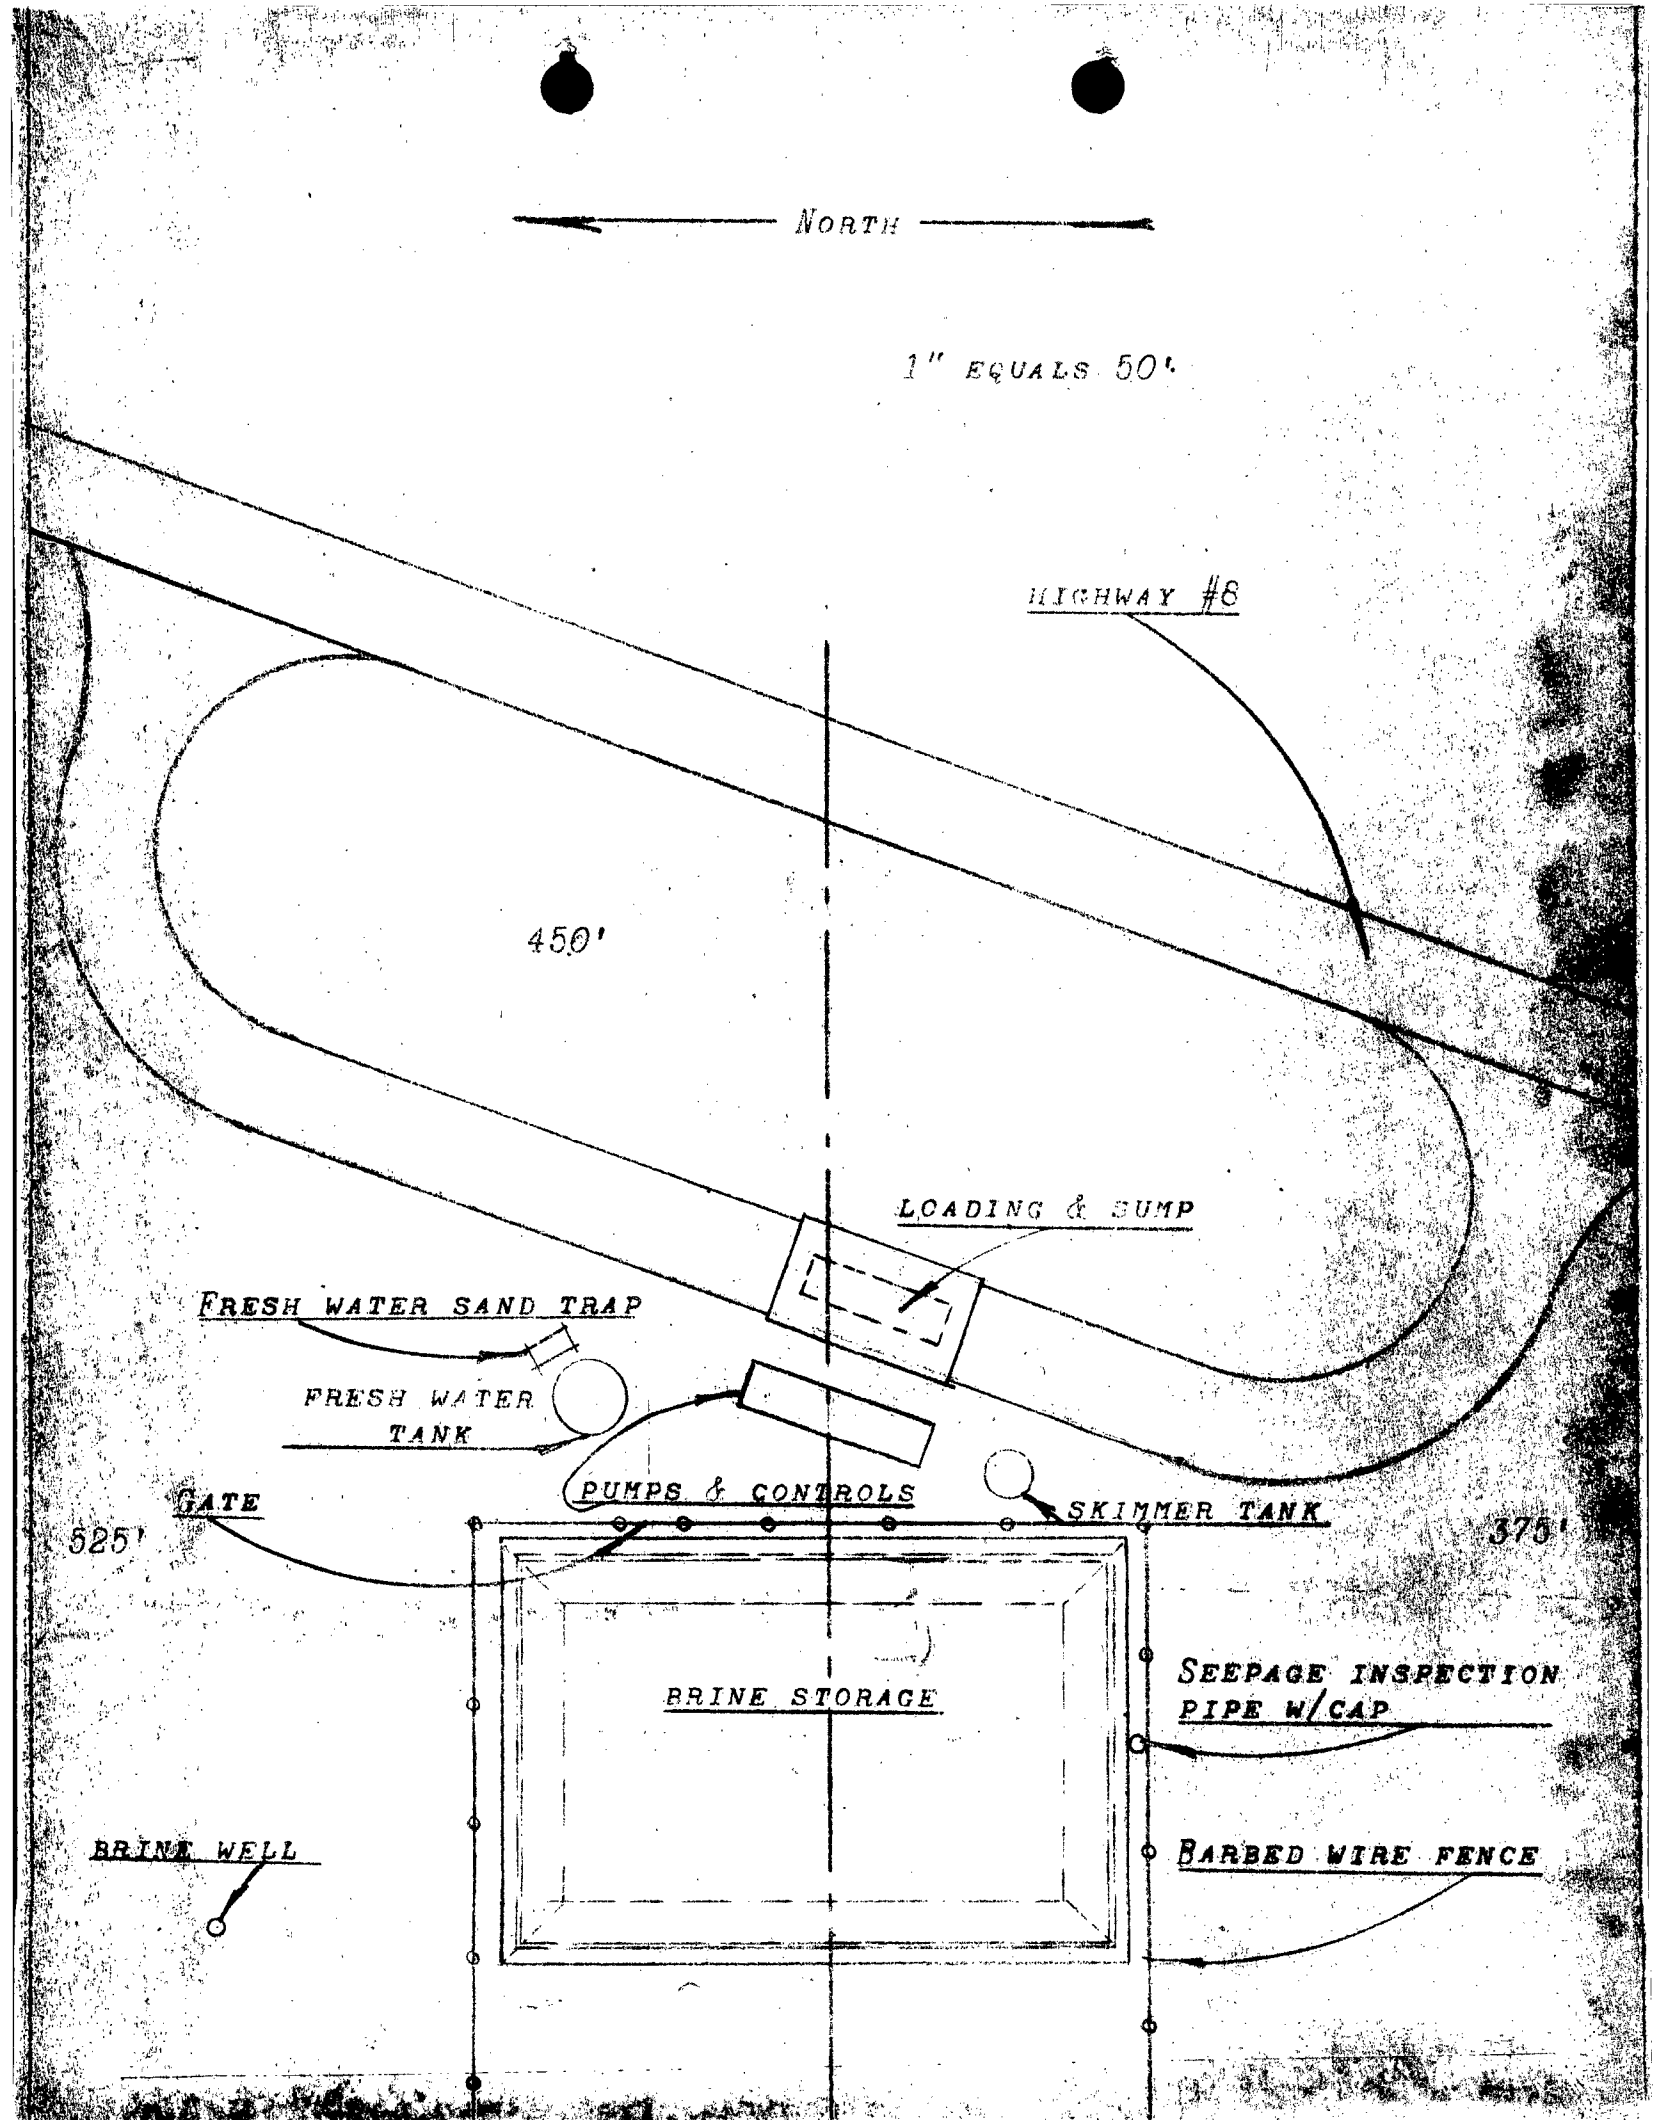 NORTH
1" EQUALS 50'
HIGHWAY #8
450'
LOADING & SUMP
FRESH WATER SAND TRAP
FRESH WATER
TANK
PUMPS & CONTROLS
GATE
SKIMMER TANK
525'
375'
SEEPAGE INSPECTION
PIPE W/CAP
BRINE STORAGE
BRINE WELL
BARBED WIRE FENCE